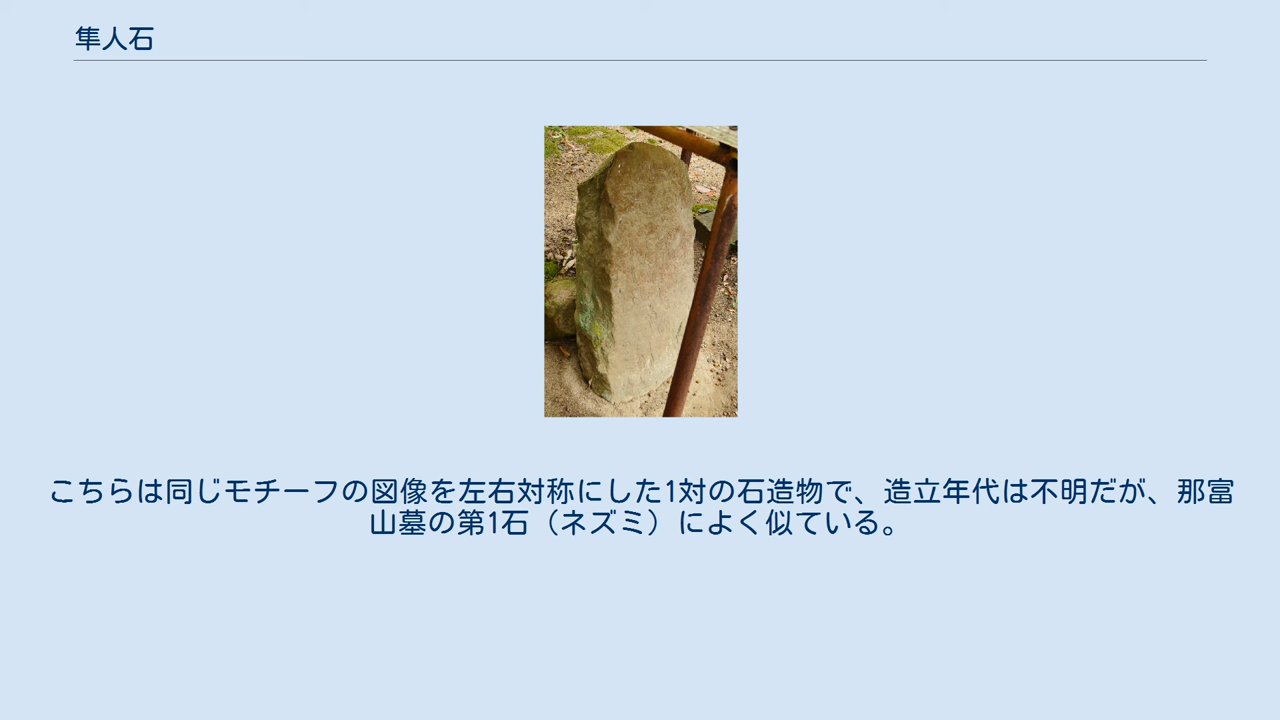 隼人石
こちらは同じモチーフの図像を左右対称にした1対の石造物で、造立年代は不明だが、那富
山墓の第1石（ネズミ）によく似ている。